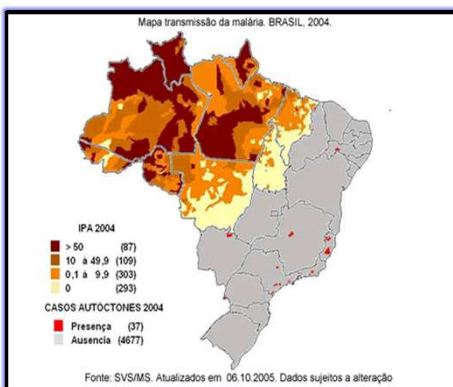 Mapa transmissão da malária. BRASIL, 2004.
IPA 2004
> 50 (87)
10 à 49,9 (109)
0,1 à 9,9 (303)
0 (293)
CASOS AUTÓCTONES 2004
Presença (37)
Ausencia (4677)
Fonte: SVS/MS. Atualizados em 06.10.2005. Dados sujeitos a alteração